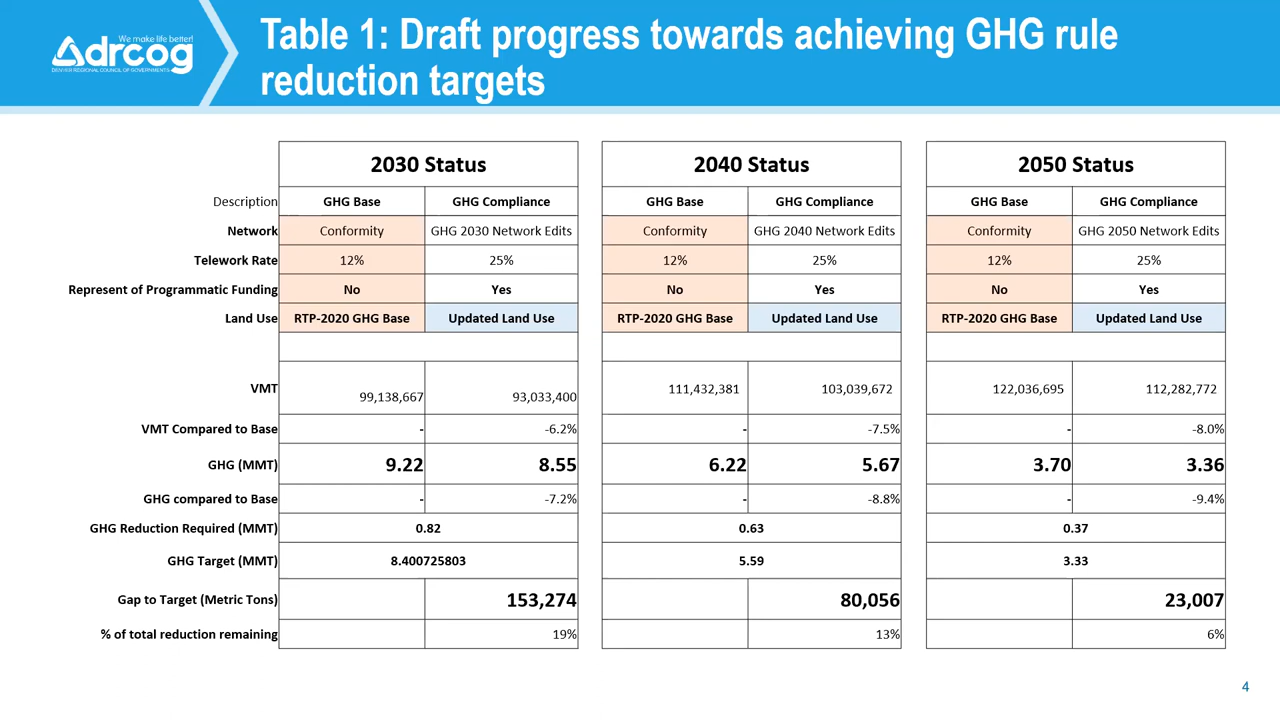 We make life better!
drcog
DENVER REGIONAL COUNCIL OF GOVERNMENTS
Table 1: Draft progress towards achieving GHG rule
reduction targets
2030 Status 2040 Status 2050 Status
Description GHG Base GHG Compliance GHG Base GHG Compliance GHG Base GHG Compliance
Network Conformity GHG 2030 Network Edits Conformity GHG 2040 Network Edits Conformity GHG 2050 Network Edits
Telework Rate 12% 25% 12% 25% 12% 25%
Represent of Programmatic Funding No Yes No Yes No Yes
Land Use RTP-2020 GHG Base Updated Land Use RTP-2020 GHG Base Updated Land Use RTP-2020 GHG Base Updated Land Use
VMT 99,138,667 93,033,400 111,432,381 103,039,672 122,036,695 112,282,772
VMT Compared to Base - -6.2% - -7.5% - -8.0%
GHG (MMT) 9.22 8.55 6.22 5.67 3.70 3.36
GHG compared to Base - -7.2% - -8.8% - -9.4%
GHG Reduction Required (MMT) 0.82 0.63 0.37
GHG Target (MMT) 8.400725803 5.59 3.33
Gap to Target (Metric Tons) 153,274 80,056 23,007
% of total reduction remaining 19% 13% 6%
4